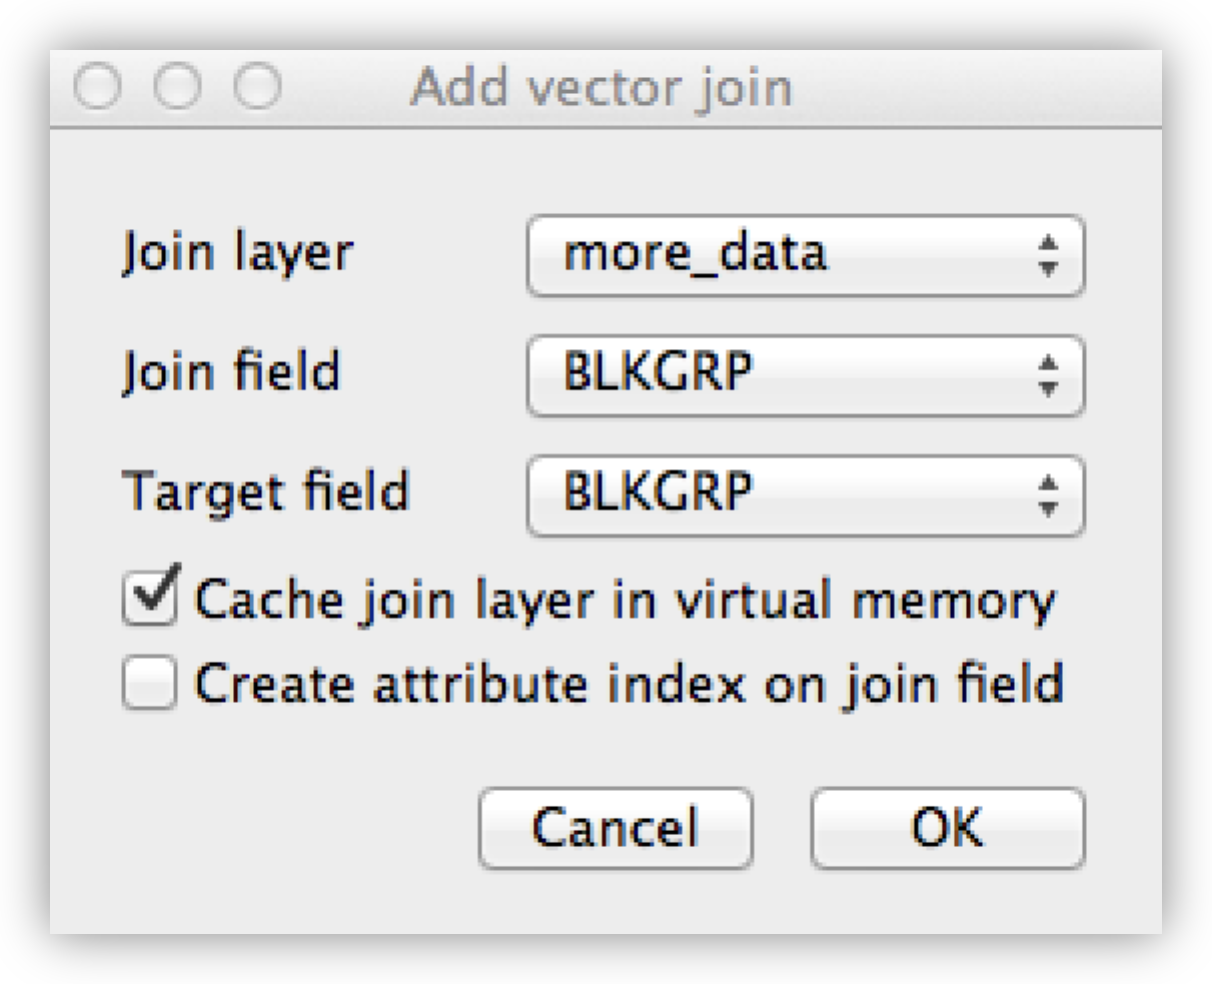 Add vector join
Join layer more_data
Join field BLKGRP
Target field BLKGRP
Cache join layer in virtual memory
Create attribute index on join field
Cancel OK